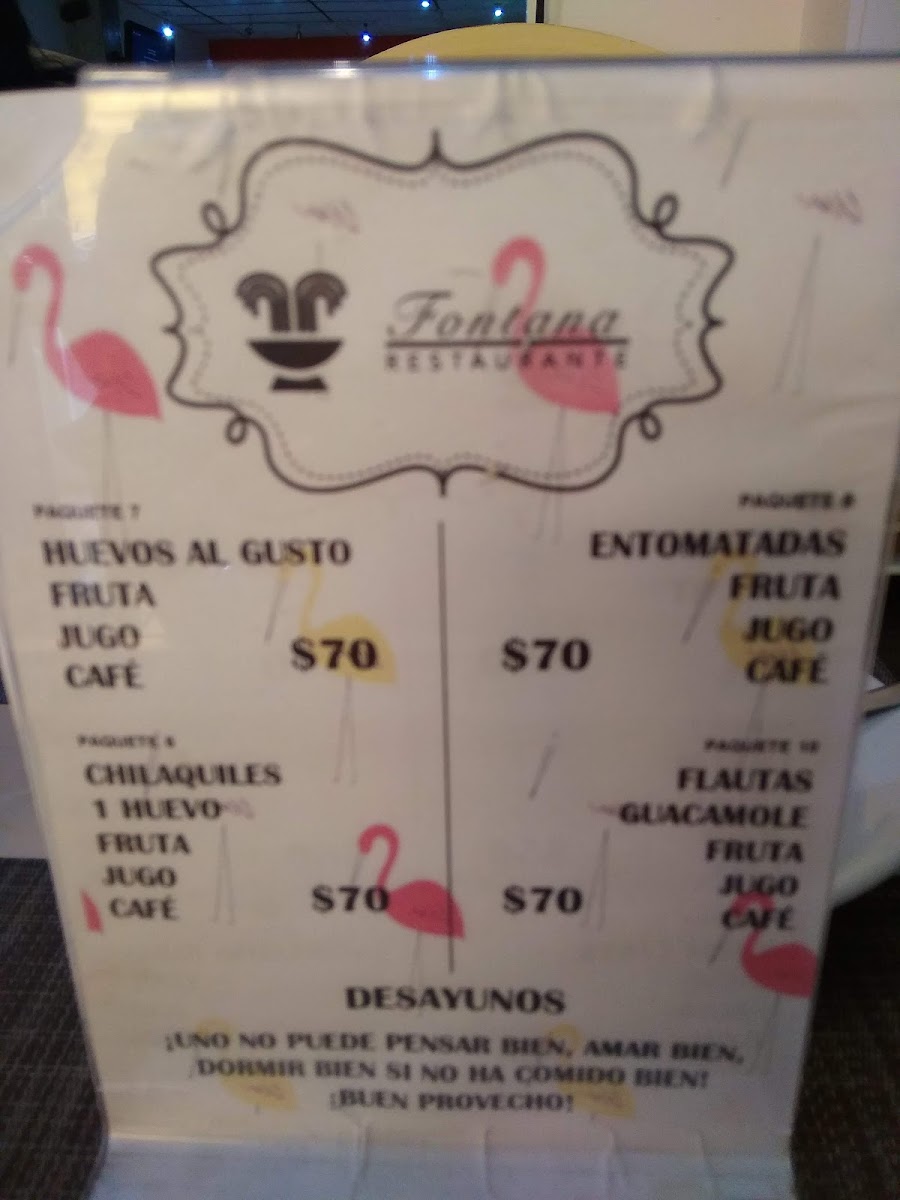 Fontana
RESTAURANTE
PAQUETE 7
HUEVOS AL GUSTO
FRUTA
JUGO
CAFÉ
$70
PAQUETE 9
ENTOMATADAS
FRUTA
JUGO
CAFÉ
$70
PAQUETE
CHILAQUILES
1 HUEVO
FRUTA
JUGO
CAFÉ
$70
PAQUETE 10
FLAUTAS
GUACAMOLE
FRUTA
JUGO
CAFÉ
$70
DESAYUNOS
¡UNO NO PUEDE PENSAR BIEN, AMAR BIEN,
DORMIR BIEN SI NO HA COMIDO BIEN!
¡BUEN PROVECHO!